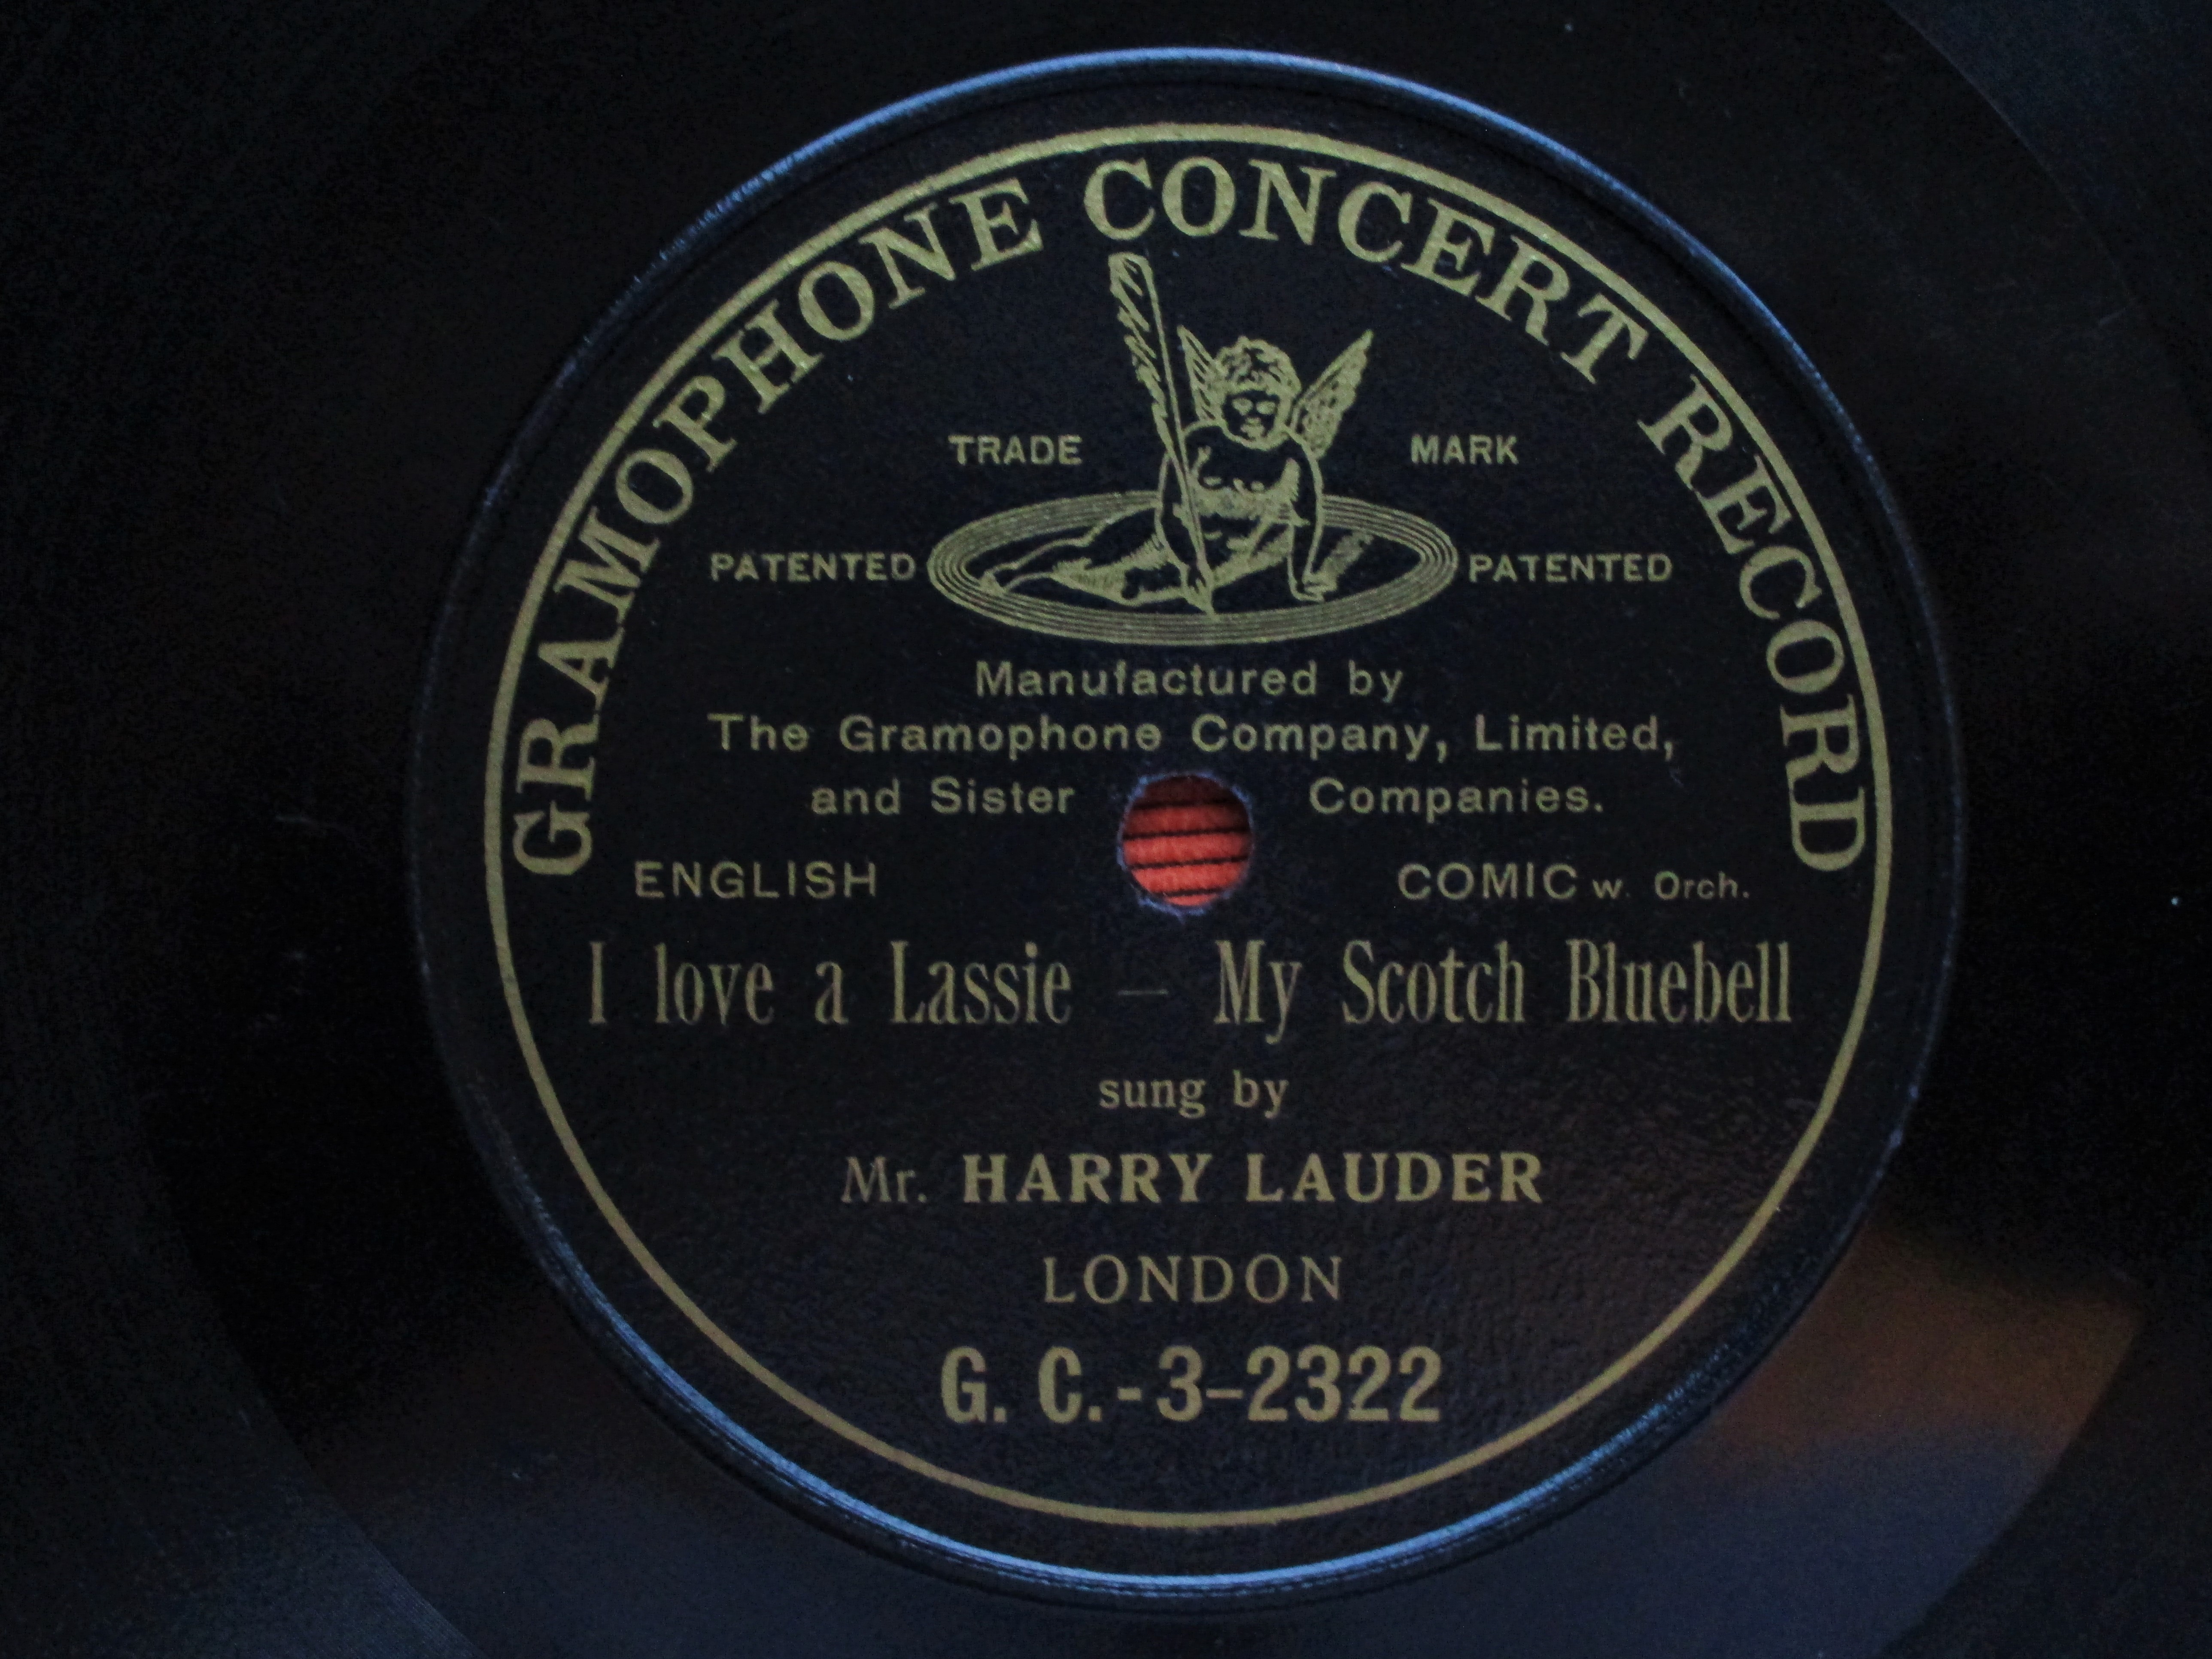 GRAMOPHONE CONCERT RECORD
TRADE MARK
PATENTED PATENTED
Manufactured by
The Gramophone Company, Limited,
and Sister Companies.
ENGLISH COMIC w. Orch.
I love a Lassie – My Scotch Bluebell
sung by
Mr. HARRY LAUDER
LONDON
G. C.-3-2322